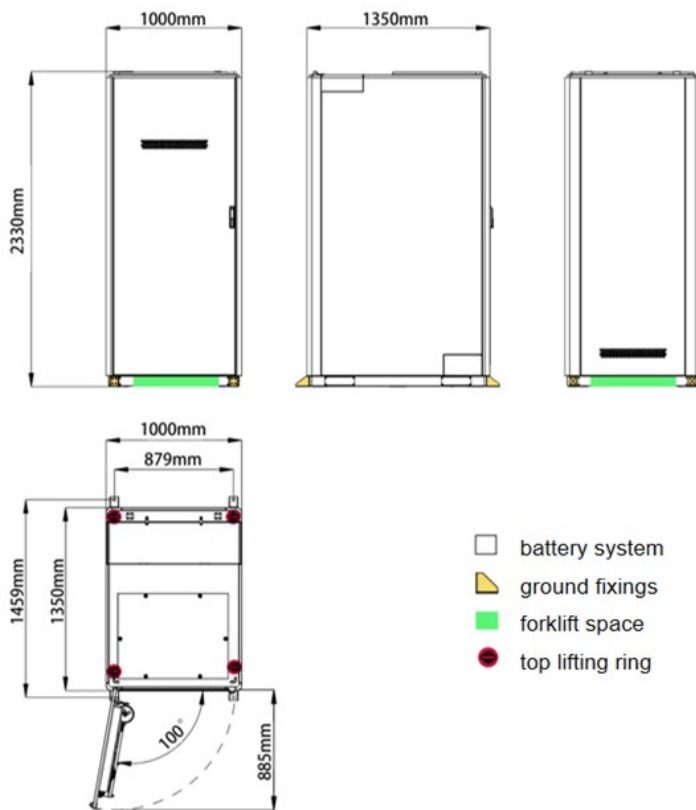 1000mm
1350mm
2330mm
1000mm
879mm
1459mm
1350mm
100°
885mm
battery system
ground fixings
forklift space
top lifting ring